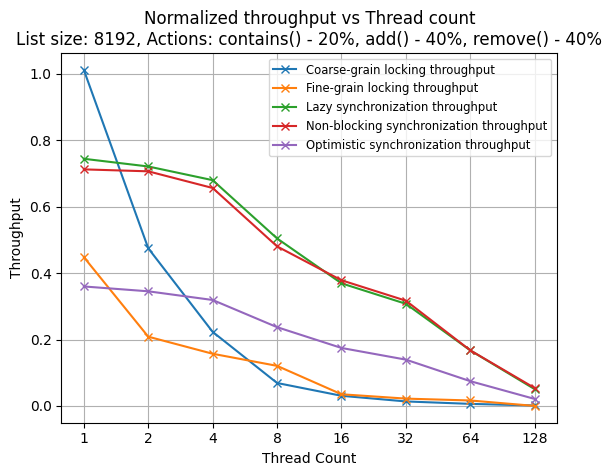 Normalized throughput vs Thread count
List size: 8192, Actions: contains() - 20%, add() - 40%, remove() - 40%
Coarse-grain locking throughput
Fine-grain locking throughput
Lazy synchronization throughput
Non-blocking synchronization throughput
Optimistic synchronization throughput
Throughput
1.0
0.8
0.6
0.4
0.2
0.0
1 2 4 8 16 32 64 128
Thread Count